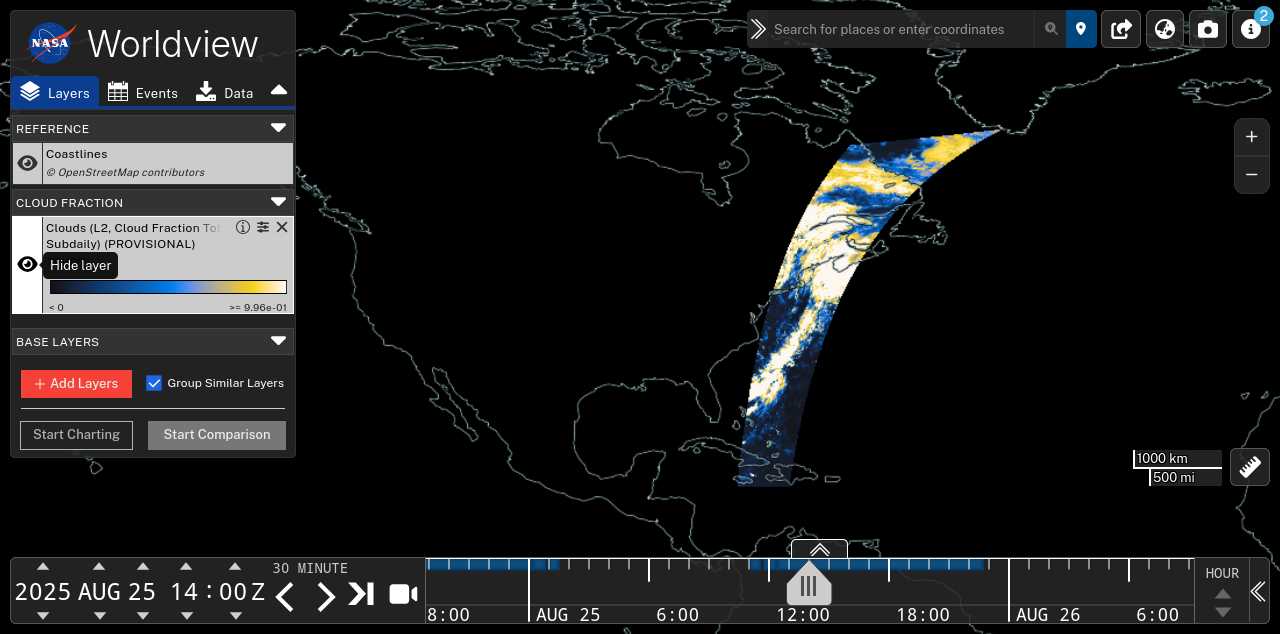 NASA
Worldview
Layers
Events
Data
REFERENCE
Coastlines
© OpenStreetMap contributors
CLOUD FRACTION
Clouds (L2, Cloud Fraction Tot
Subdaily) (PROVISIONAL)
Hide layer
< 0
>= 9.96e-01
BASE LAYERS
+ Add Layers
Group Similar Layers
Start Charting
Start Comparison
Search for places or enter coordinates
2
+
−
1000 km
500 mi
30 MINUTE
2025 AUG 25 14 : 00 Z
8:00
AUG 25
6:00
12:00
18:00
AUG 26
6:00
HOUR